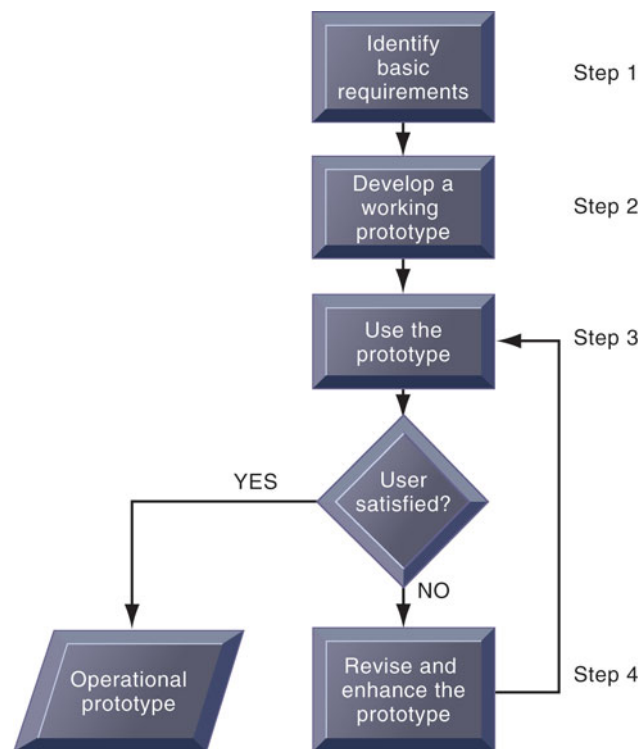 Identify
basic
requirements
Step 1
Develop a
working
prototype
Step 2
Use the
prototype
Step 3
User
satisfied?
YES
NO
Operational
prototype
Revise and
enhance the
prototype
Step 4